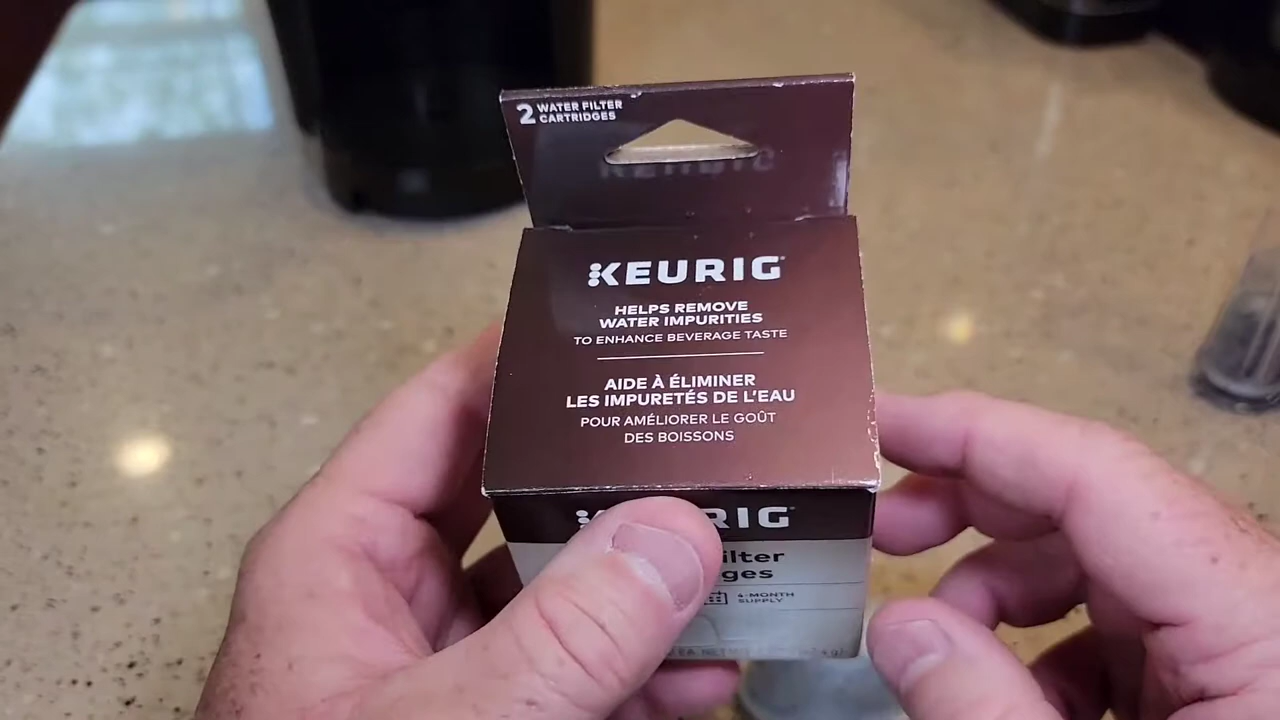 2 WATER FILTER
CARTRIDGES
KEURIG
HELPS REMOVE
WATER IMPURITIES
TO ENHANCE BEVERAGE TASTE
AIDE À ÉLIMINER
LES IMPURETÉS DE L'EAU
POUR AMÉLIORER LE GOÛT
DES BOISSONS
RIG
ilter
ges
4-MONTH
SUPPLY